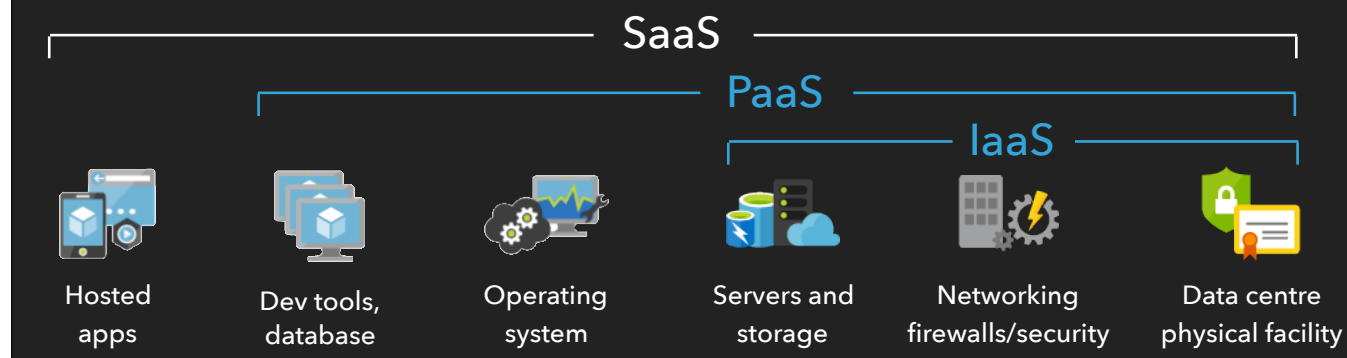 SaaS
PaaS
IaaS
Hosted
apps
Dev tools,
database
Operating
system
Servers and
storage
Networking
firewalls/security
Data centre
physical facility